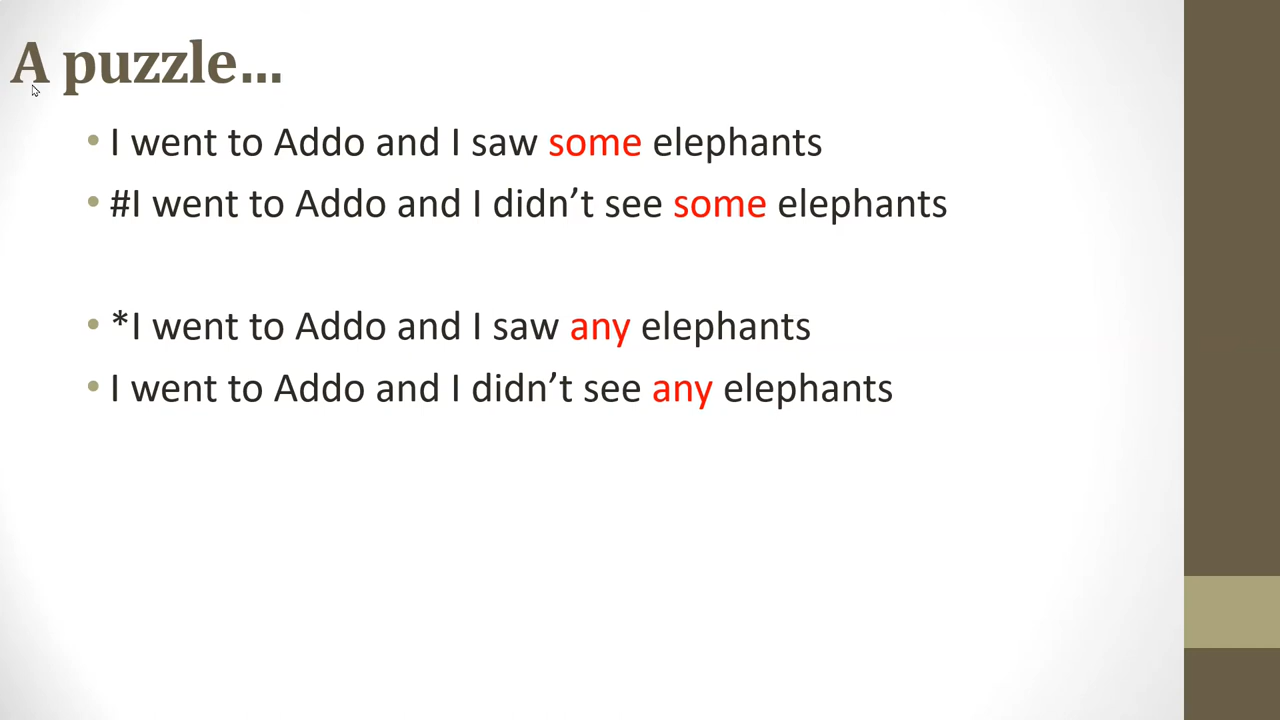 A puzzle...
• I went to Addo and I saw some elephants
• #I went to Addo and I didn’t see some elephants
• *I went to Addo and I saw any elephants
• I went to Addo and I didn’t see any elephants